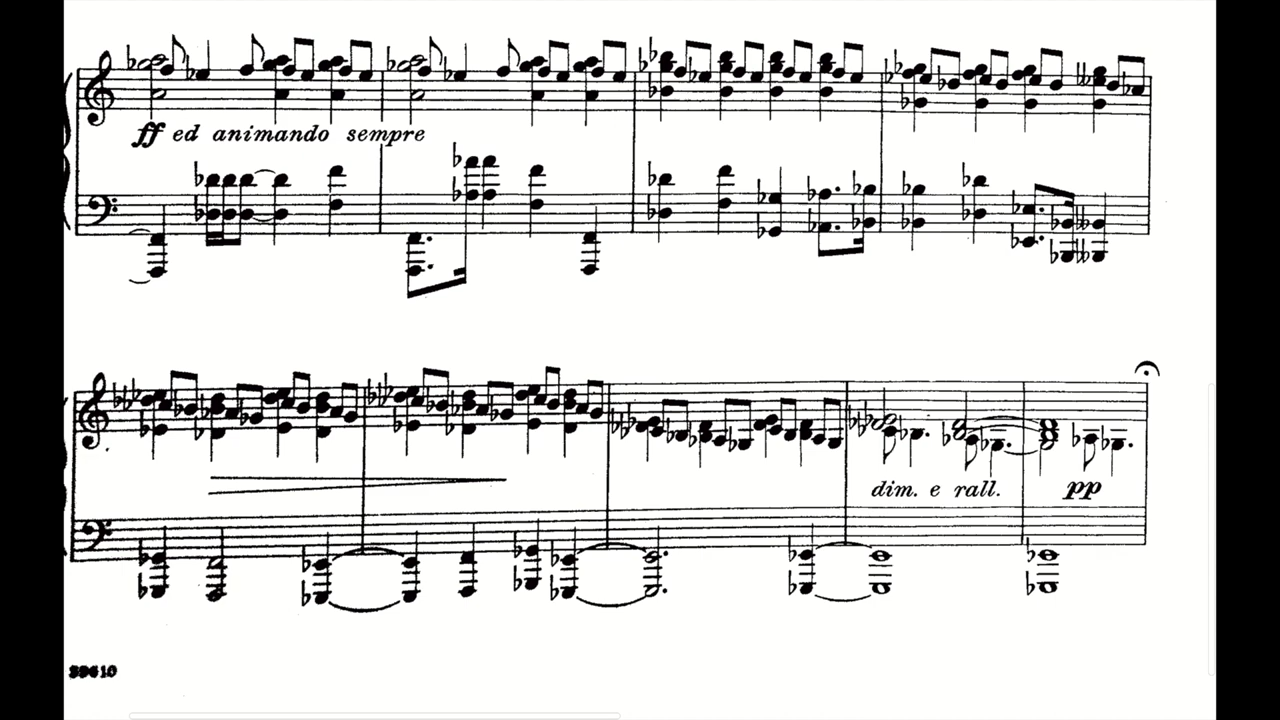 ff ed animando sempre
dim. e rall. pp
39610